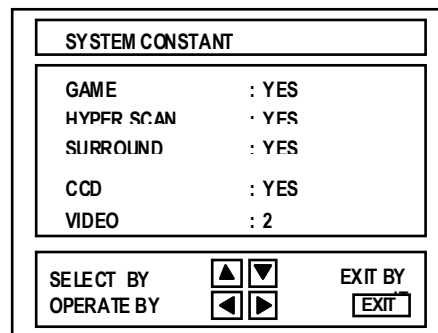 SYSTEM CONSTANT
GAME : YES
HYPER SCAN : YES
SURROUND : YES
CCD : YES
VIDEO : 2
SELECT BY EXIT BY
OPERATE BY EXIT